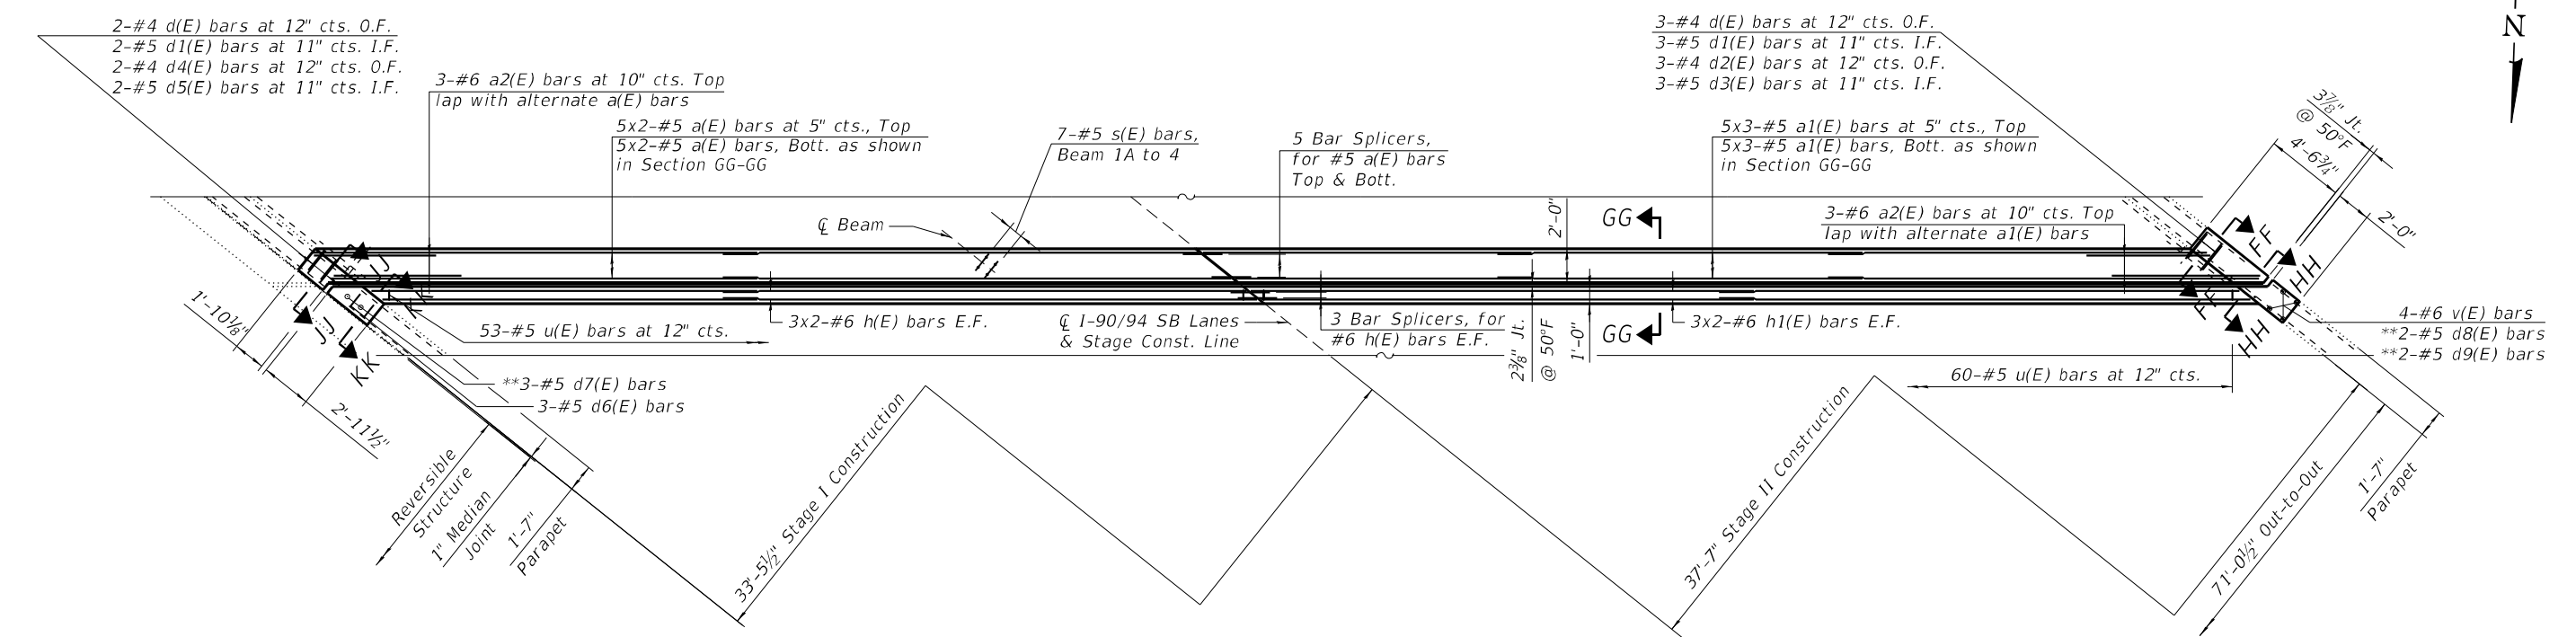 2-#4 d(E) bars at 12" cts. O.F.
2-#5 d1(E) bars at 11" cts. I.F.
2-#4 d4(E) bars at 12" cts. O.F.
2-#5 d5(E) bars at 11" cts. I.F.
3-#6 a2(E) bars at 10" cts. Top
lap with alternate a(E) bars
5x2-#5 a(E) bars at 5" cts., Top
5x2-#5 a(E) bars, Bott. as shown
in Section GG-GG
7-#5 s(E) bars,
Beam 1A to 4
5 Bar Splicers,
for #5 a(E) bars
Top & Bott.
3-#4 d(E) bars at 12" cts. O.F.
3-#5 d1(E) bars at 11" cts. I.F.
3-#4 d2(E) bars at 12" cts. O.F.
3-#5 d3(E) bars at 11" cts. I.F.
5x3-#5 a1(E) bars at 5" cts., Top
5x3-#5 a1(E) bars, Bott. as shown
in Section GG-GG
N
3⅞" Jt.
@ 50°F
4'-6¾"
2'-0"
℄ Beam
2'-0"
GG
3-#6 a2(E) bars at 10" cts. Top
lap with alternate a1(E) bars
FF
HH
JJ
KK
1'-10⅛"
53-#5 u(E) bars at 12" cts.
3x2-#6 h(E) bars E.F.
℄ I-90/94 SB Lanes
& Stage Const. Line
3 Bar Splicers, for
#6 h(E) bars E.F.
2⅜" Jt.
@ 50°F
1'-0"
GG
3x2-#6 h1(E) bars E.F.
FF
HH
4-#6 v(E) bars
**2-#5 d8(E) bars
**2-#5 d9(E) bars
JJ
KK
**3-#5 d7(E) bars
3-#5 d6(E) bars
2'-11½"
60-#5 u(E) bars at 12" cts.
Reversible
Structure
1" Median
Joint
1'-7"
Parapet
33'-5½" Stage I Construction
37'-7" Stage II Construction
71'-0½" Out-to-Out
1'-7"
Parapet